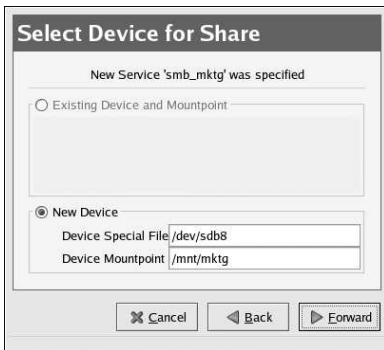 Select Device for Share
New Service 'smb_mktg' was specified
Existing Device and Mountpoint
New Device
Device Special File /dev/sdb8
Device Mountpoint /mnt/mktg
Cancel Back Forward